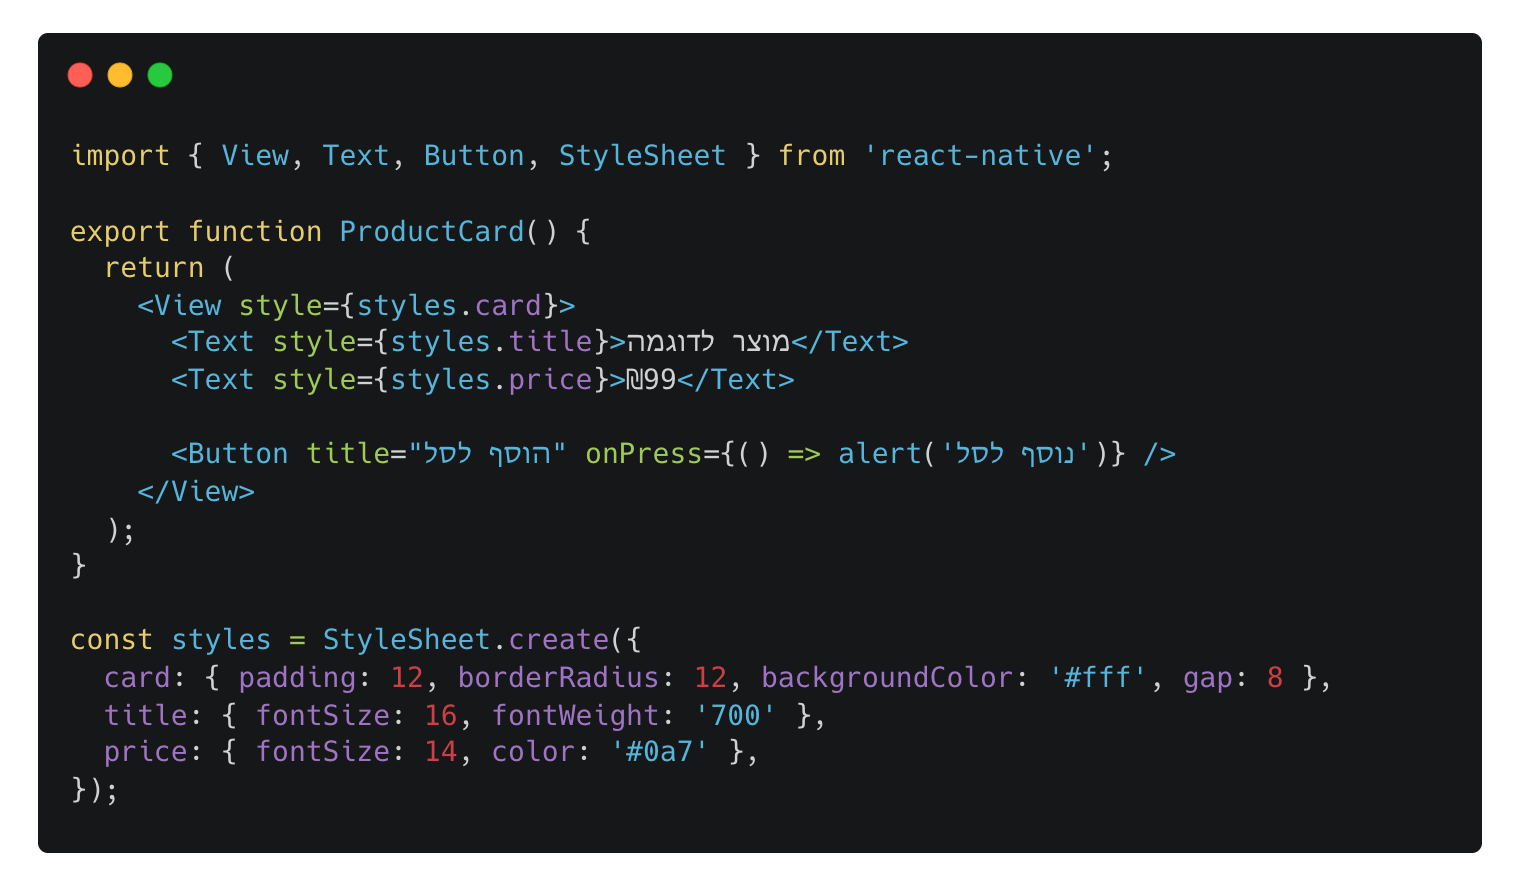 import { View, Text, Button, StyleSheet } from 'react-native';
export function ProductCard() {
return (
<View style={styles.card}>
<Text style={styles.title}>מוצר לדוגמה</Text>
<Text style={styles.price}>₪99</Text>
<Button title="הוסף לסל" onPress={() => alert('נוסף לסל')} />
</View>
);
}
const styles = StyleSheet.create({
card: { padding: 12, borderRadius: 12, backgroundColor: '#fff', gap: 8 },
title: { fontSize: 16, fontWeight: '700' },
price: { fontSize: 14, color: '#0a7' },
});